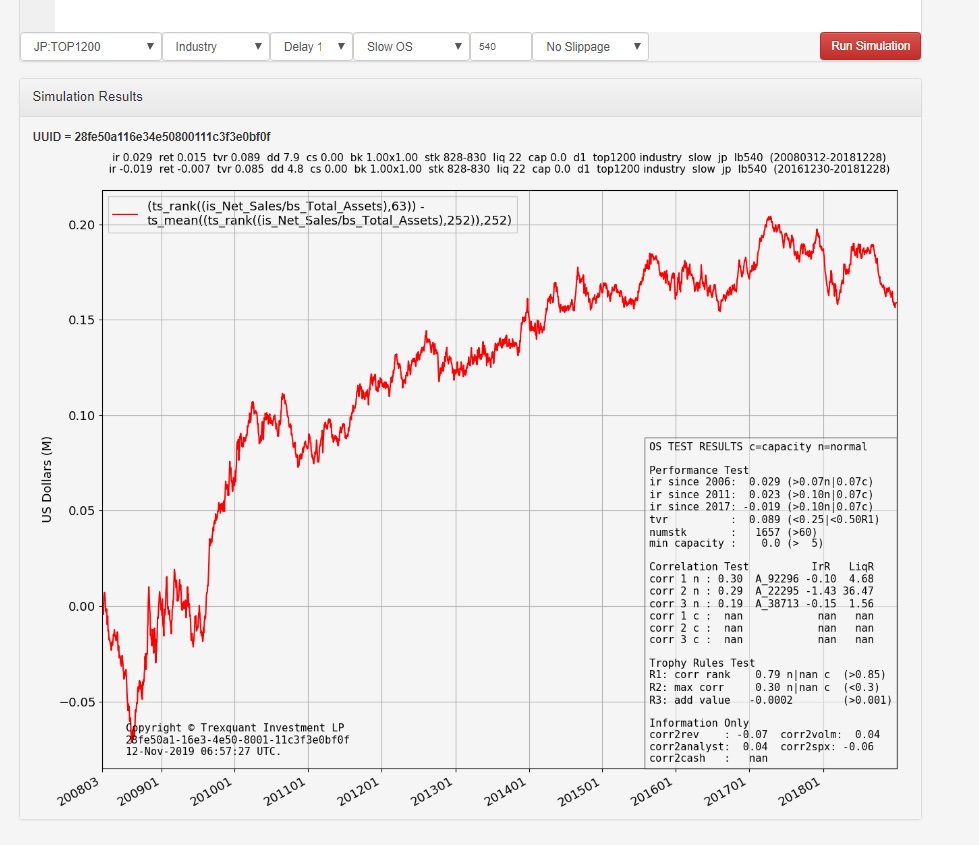 JP:TOP1200 ▼ Industry ▼ Delay 1 ▼ Slow OS ▼ 540 No Slippage ▼ Run Simulation
Simulation Results
UUID = 28fe50a116e34e50800111c3f3e0bf0f
ir 0.029 ret 0.015 tvr 0.089 dd 7.9 cs 0.00 bk 1.00x1.00 stk 828-830 liq 22 cap 0.0 d1 top1200 industry slow jp lb540 (20080312-20181228)
ir -0.019 ret -0.007 tvr 0.085 dd 4.8 cs 0.00 bk 1.00x1.00 stk 828-830 liq 22 cap 0.0 d1 top1200 industry slow jp lb540 (20161230-20181228)
(ts_rank((is_Net_Sales/bs_Total_Assets),63)) -
ts_mean((ts_rank((is_Net_Sales/bs_Total_Assets),252)),252)
0.20
0.15
0.10
0.05
0.00
−0.05
US Dollars (M)
OS TEST RESULTS c=capacity n=normal
Performance Test
ir since 2006: 0.029 (>0.07n|0.07c)
ir since 2011: 0.023 (>0.10n|0.07c)
ir since 2017: -0.019 (>0.10n|0.07c)
tvr : 0.089 (<0.25|<0.50R1)
numstk : 1657 (>60)
min capacity : 0.0 (> 5)
Correlation Test IrR LiqR
corr 1 n : 0.30 A_92296 -0.10 4.68
corr 2 n : 0.29 A_22295 -1.43 36.47
corr 3 n : 0.19 A_38713 -0.15 1.56
corr 1 c : nan nan nan
corr 2 c : nan nan nan
corr 3 c : nan nan nan
Trophy Rules Test
R1: corr rank 0.79 n|nan c (>0.85)
R2: max corr 0.30 n|nan c (<0.3)
R3: add value -0.0002 (>0.001)
Information Only
corr2rev : -0.07 corr2volm: 0.04
corr2analyst: 0.04 corr2spx: -0.06
corr2cash : nan
Copyright © Trexquant Investment LP
28fe50a1-16e3-4e50-8001-11c3f3e0bf0f
12-Nov-2019 06:57:27 UTC.
200803 200901 201001 201101 201201 201301 201401 201501 201601 201701 201801